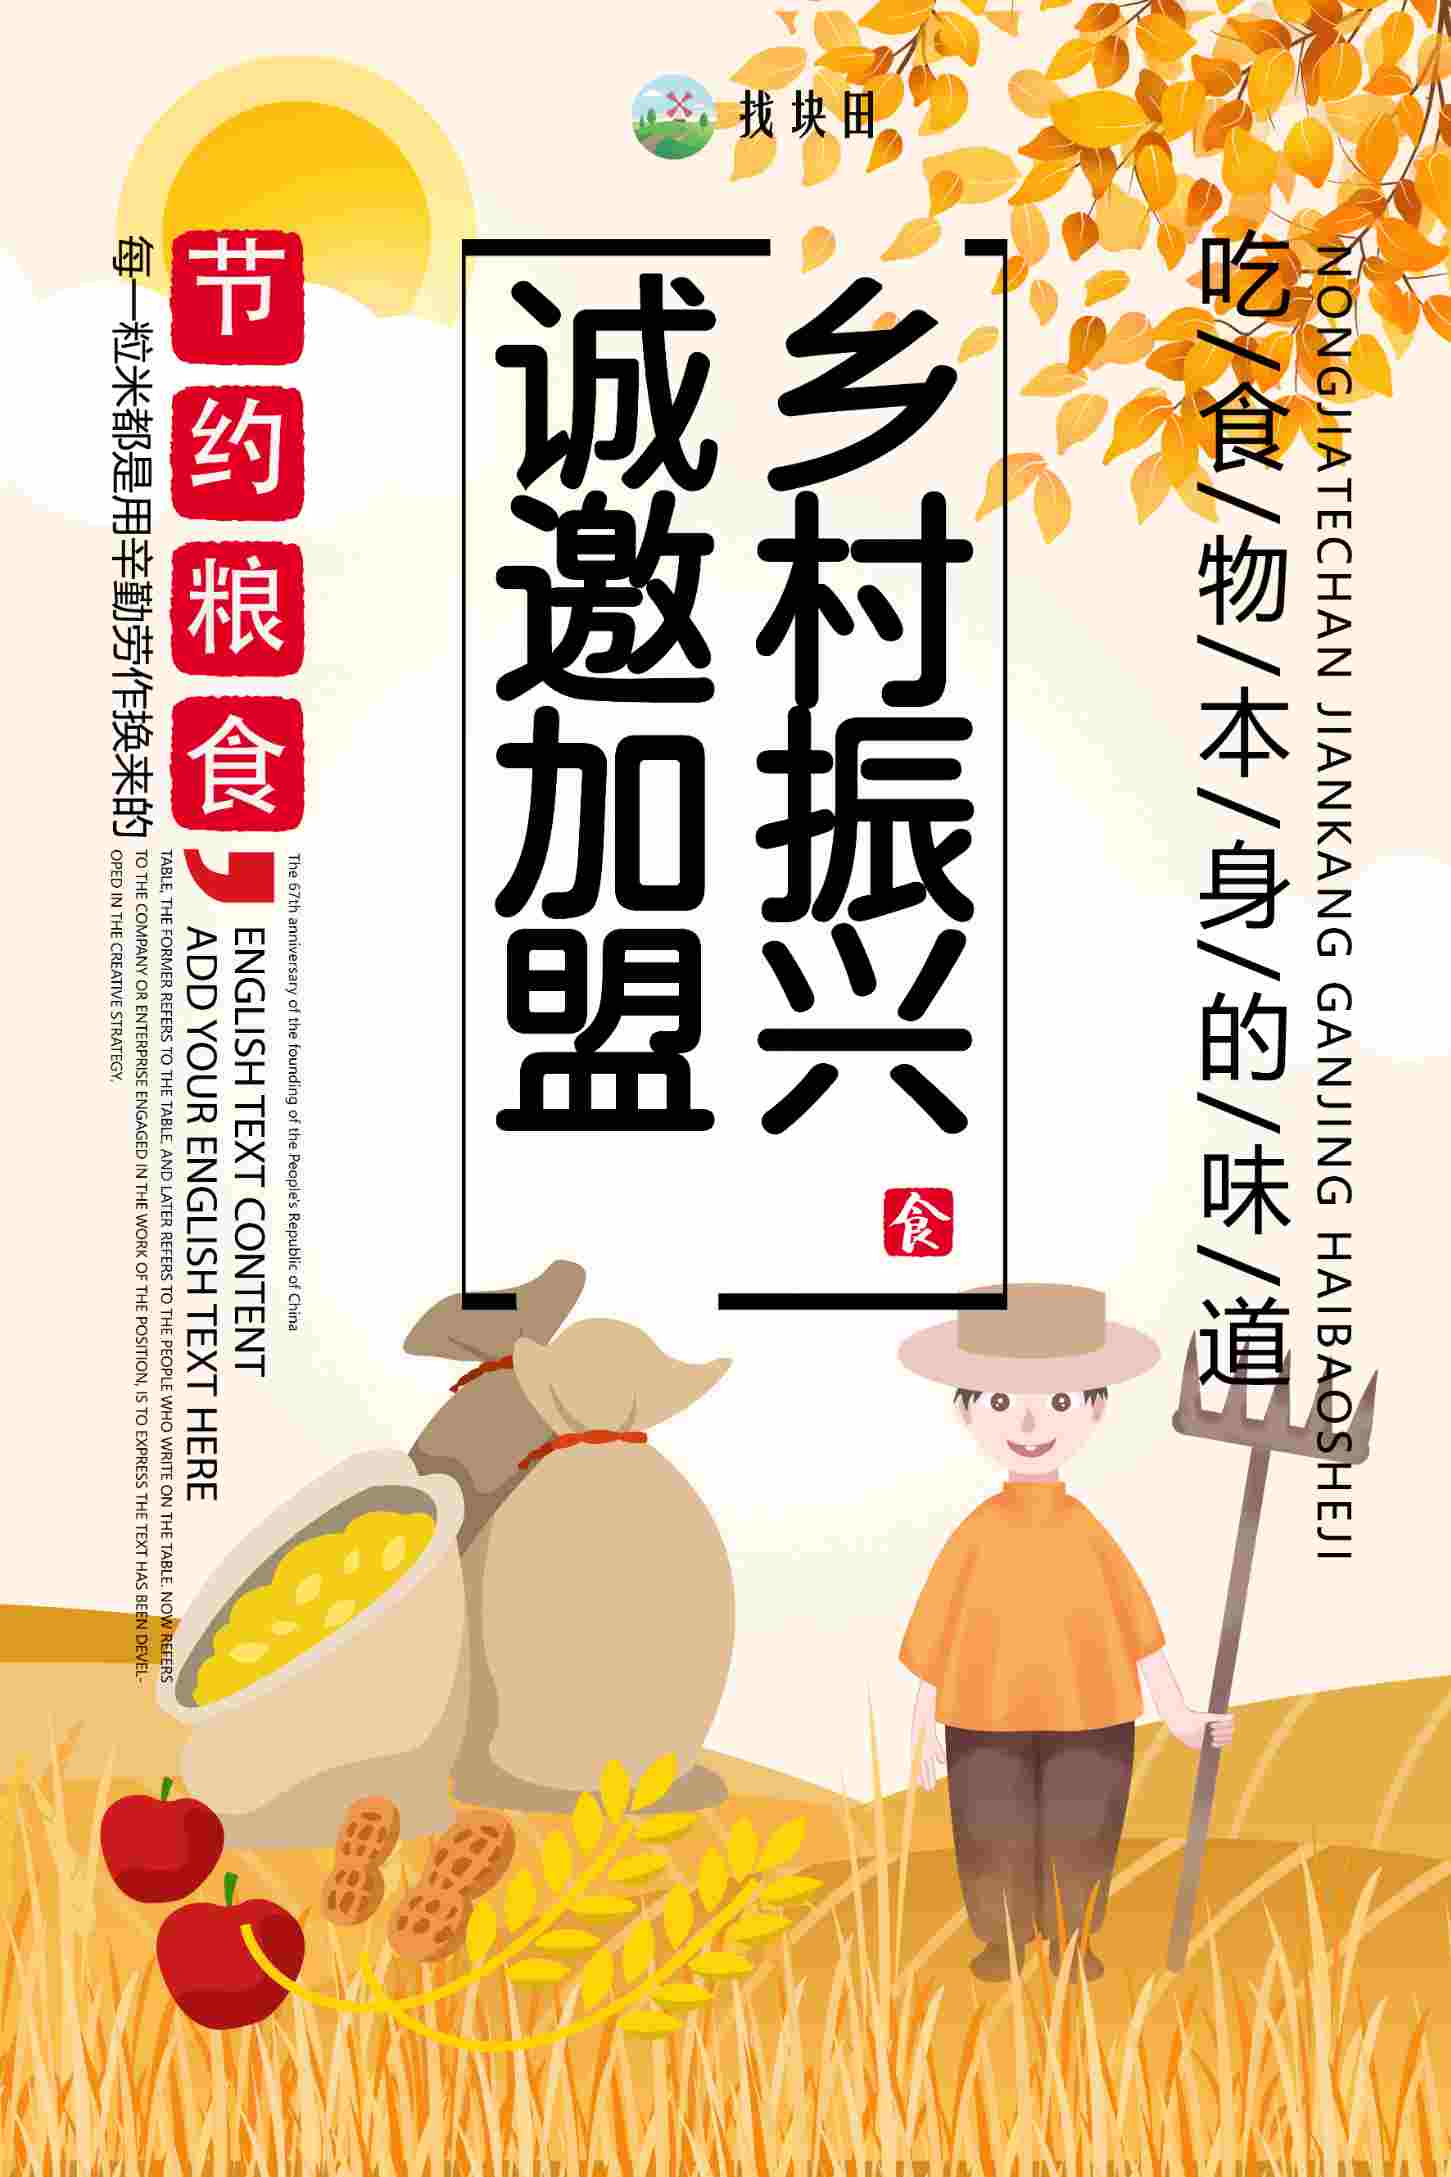 找块田
乡村振兴
诚邀加盟
食
吃/食/物/本/身/的/味/道
NONGJIATECHAN JIANKANG GANJING HAIBAOSHEJI
节约粮食,
每一粒米都是用辛勤劳作换来的
The 67th anniversary of the founding of the People's Republic of China
ENGLISH TEXT CONTENT
ADD YOUR ENGLISH TEXT HERE
TABLE, THE FORMER REFERS TO THE TABLE, AND LATER REFERS TO THE PEOPLE WHO WRITE ON THE TABLE. NOW REFERS
TO THE COMPANY OR ENTERPRISE ENGAGED IN THE WORK OF THE POSITION, IS TO EXPRESS THE TEXT HAS BEEN DEVEL-
OPED IN THE CREATIVE STRATEGY.